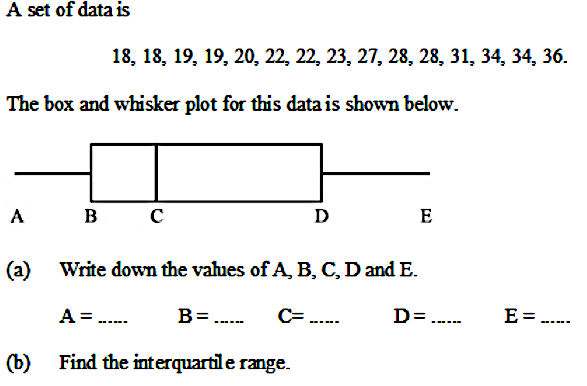 A set of data is
18, 18, 19, 19, 20, 22, 22, 23, 27, 28, 28, 31, 34, 34, 36.
The box and whisker plot for this data is shown below.
A B C D E
(a) Write down the values of A, B, C, D and E.
A = ...... B = ...... C= ...... D = ...... E = ......
(b) Find the interquartile range.